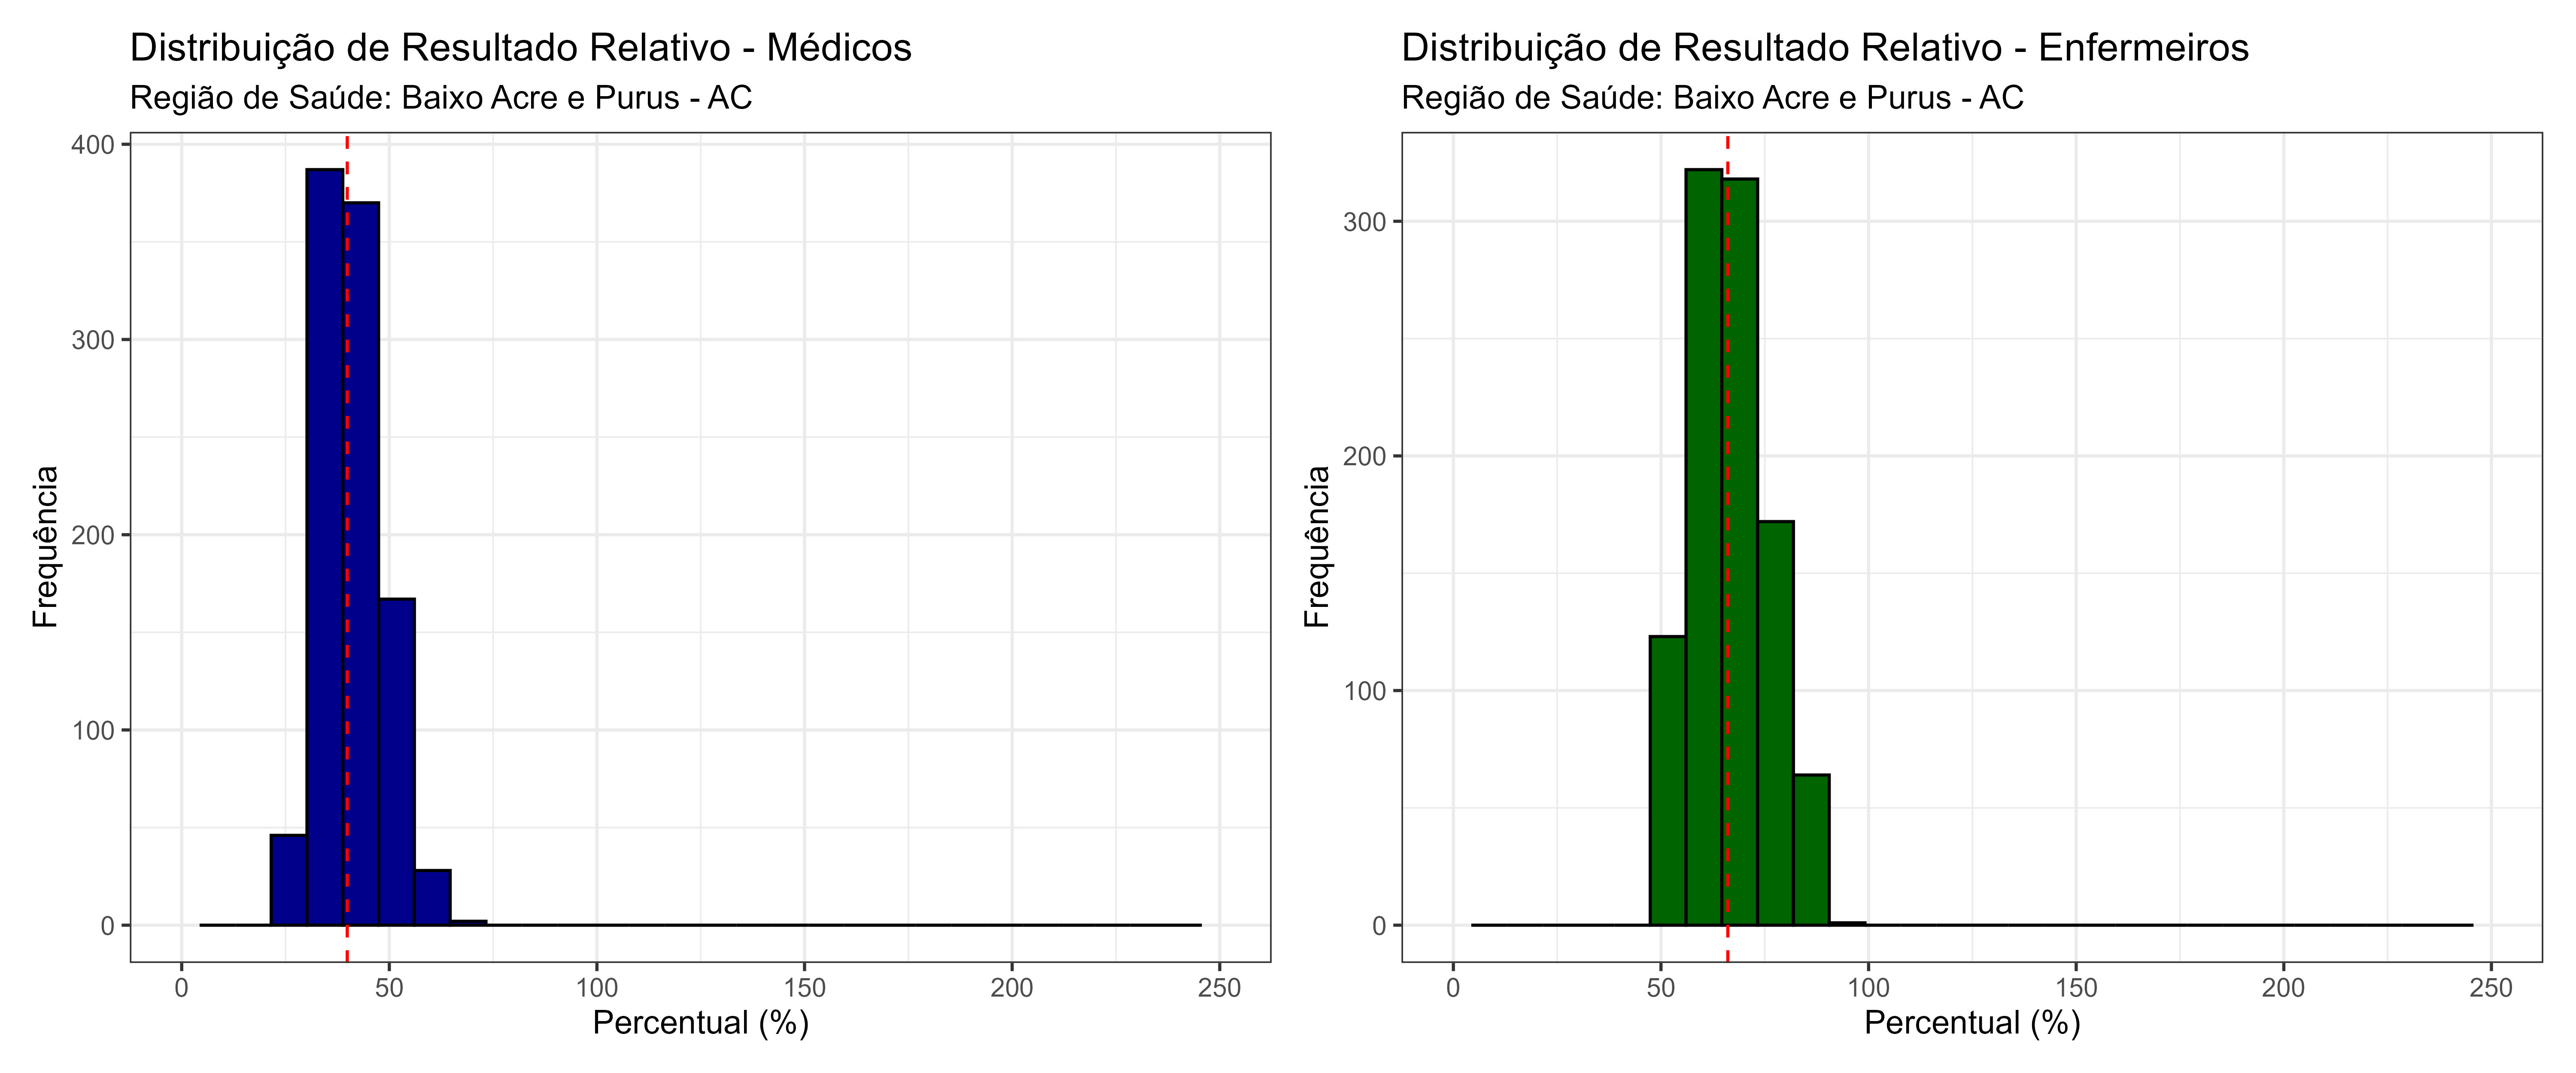 Distribuição de Resultado Relativo - Médicos
Região de Saúde: Baixo Acre e Purus - AC
400
300
200
100
0
Frequência
0 50 100 150 200 250
Percentual (%)
Distribuição de Resultado Relativo - Enfermeiros
Região de Saúde: Baixo Acre e Purus - AC
300
200
100
0
Frequência
0 50 100 150 200 250
Percentual (%)